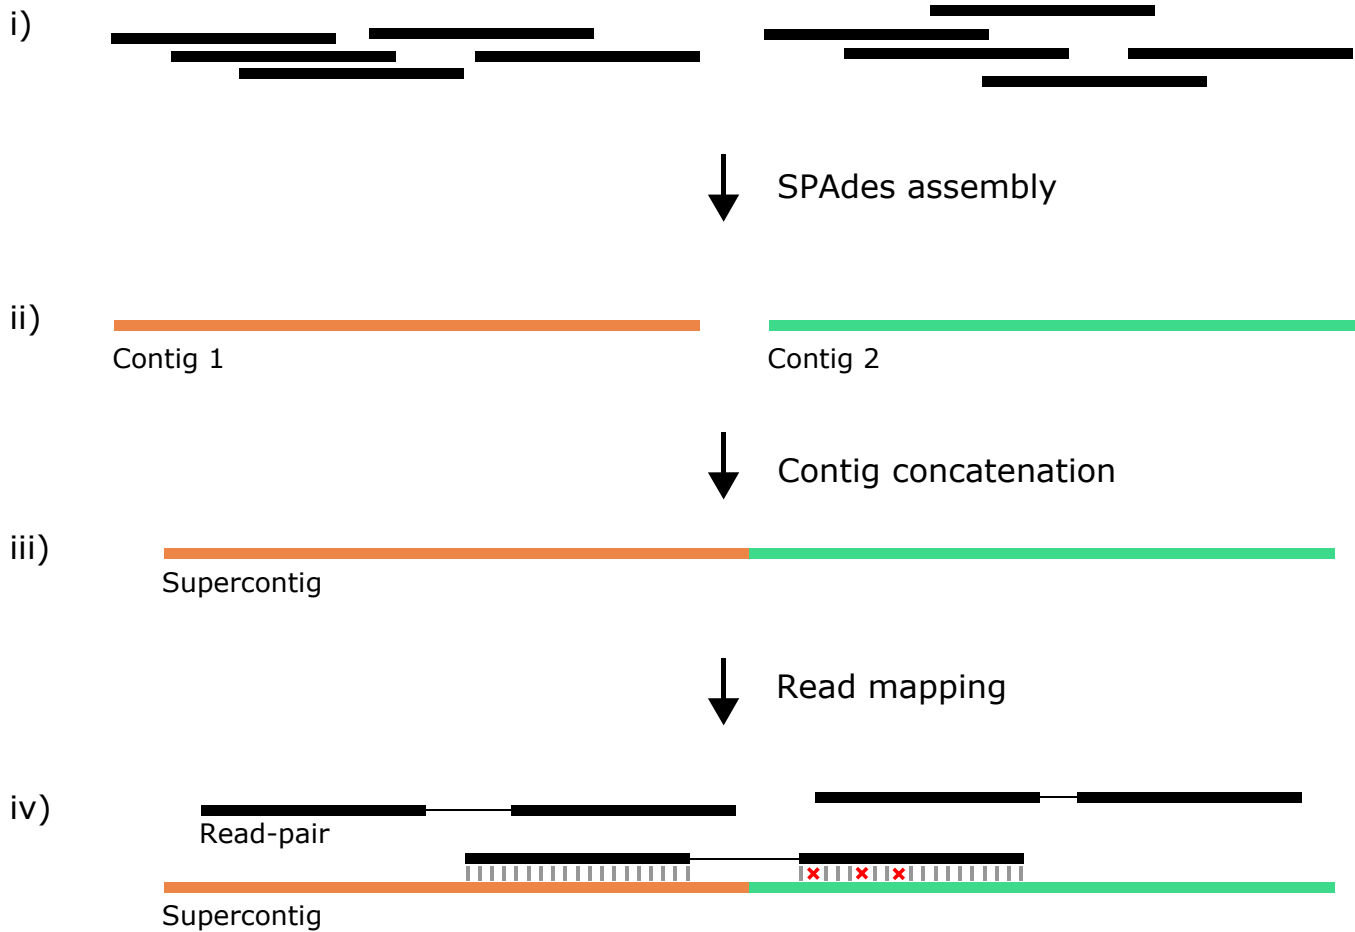 i)
SPAdes assembly
ii)
Contig 1
Contig 2
Contig concatenation
iii)
Supercontig
Read mapping
iv)
Read-pair
Supercontig